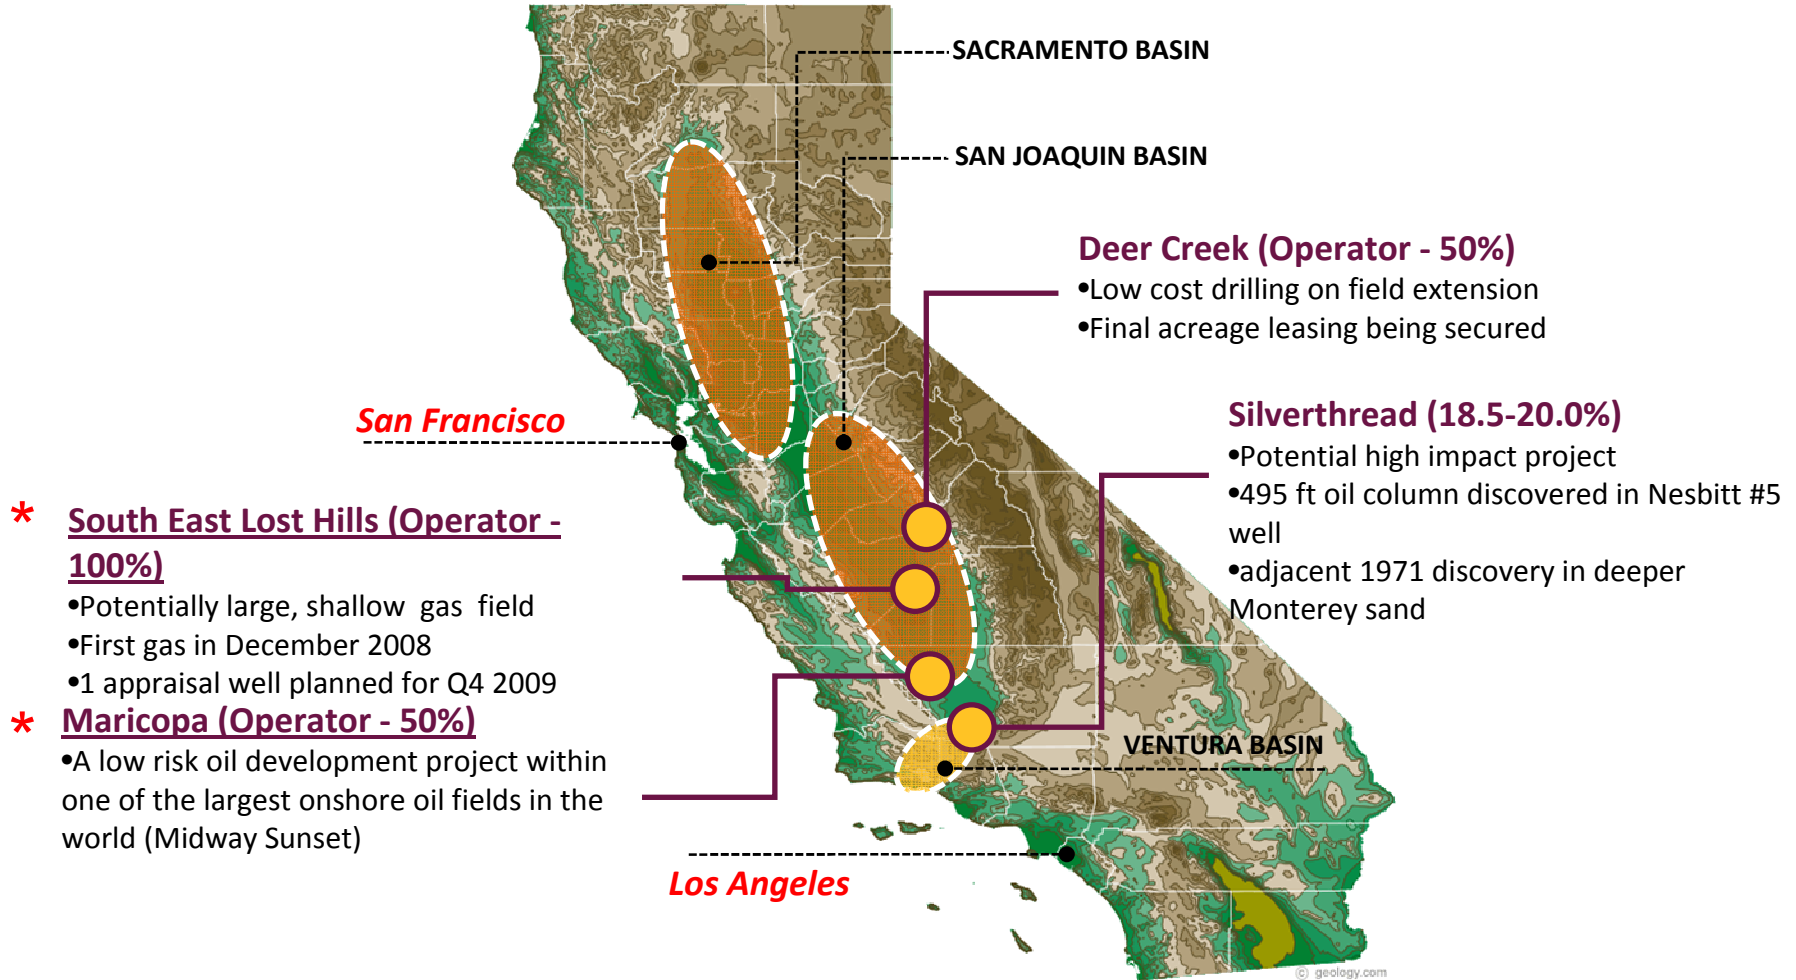 SACRAMENTO BASIN
SAN JOAQUIN BASIN
Deer Creek (Operator - 50%)
•Low cost drilling on field extension
•Final acreage leasing being secured
Silverthread (18.5-20.0%)
•Potential high impact project
•495 ft oil column discovered in Nesbitt #5
well
•adjacent 1971 discovery in deeper
Monterey sand
San Francisco
* South East Lost Hills (Operator -
100%)
•Potentially large, shallow gas field
•First gas in December 2008
•1 appraisal well planned for Q4 2009
* Maricopa (Operator - 50%)
•A low risk oil development project within
one of the largest onshore oil fields in the
world (Midway Sunset)
VENTURA BASIN
Los Angeles
© geology.com